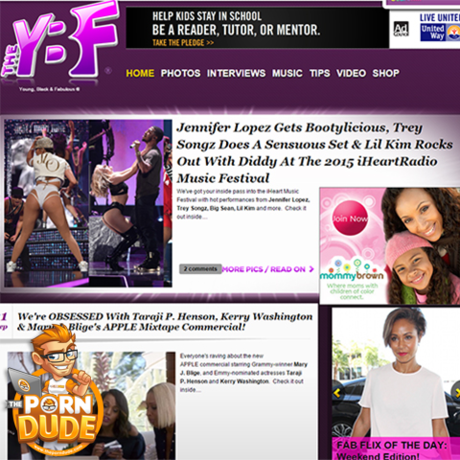 THE YBF
®
Young, Black & Fabulous ®
HELP KIDS STAY IN SCHOOL
BE A READER, TUTOR, OR MENTOR.
TAKE THE PLEDGE >>
Ad
Council
LIVE UNITED
United
Way
HOME PHOTOS INTERVIEWS MUSIC TIPS VIDEO SHOP
Jennifer Lopez Gets Bootylicious, Trey
Songz Does A Sensuous Set & Lil Kim Rocks
Out With Diddy At The 2015 iHeartRadio
Music Festival
We've got your inside pass into the iHeart Music
Festival with hot performances from Jennifer Lopez,
Trey Songz, Big Sean, Lil Kim and more. Check it
out inside....
2 comments
MORE PICS / READ ON >
Join Now
mommybrown
Where moms with
children of color
connect.
We're OBSESSED With Taraji P. Henson, Kerry Washington
& Mary J. Blige's APPLE Mixtape Commercial!
Everyone's raving about the new
APPLE commercial starring Grammy-winner Mary
J. Blige, and Emmy-nominated actresses Taraji
P. Henson and Kerry Washington. Check it out
inside....
THE
PORN
DUDE
FAB FLIX OF THE DAY:
Weekend Edition!